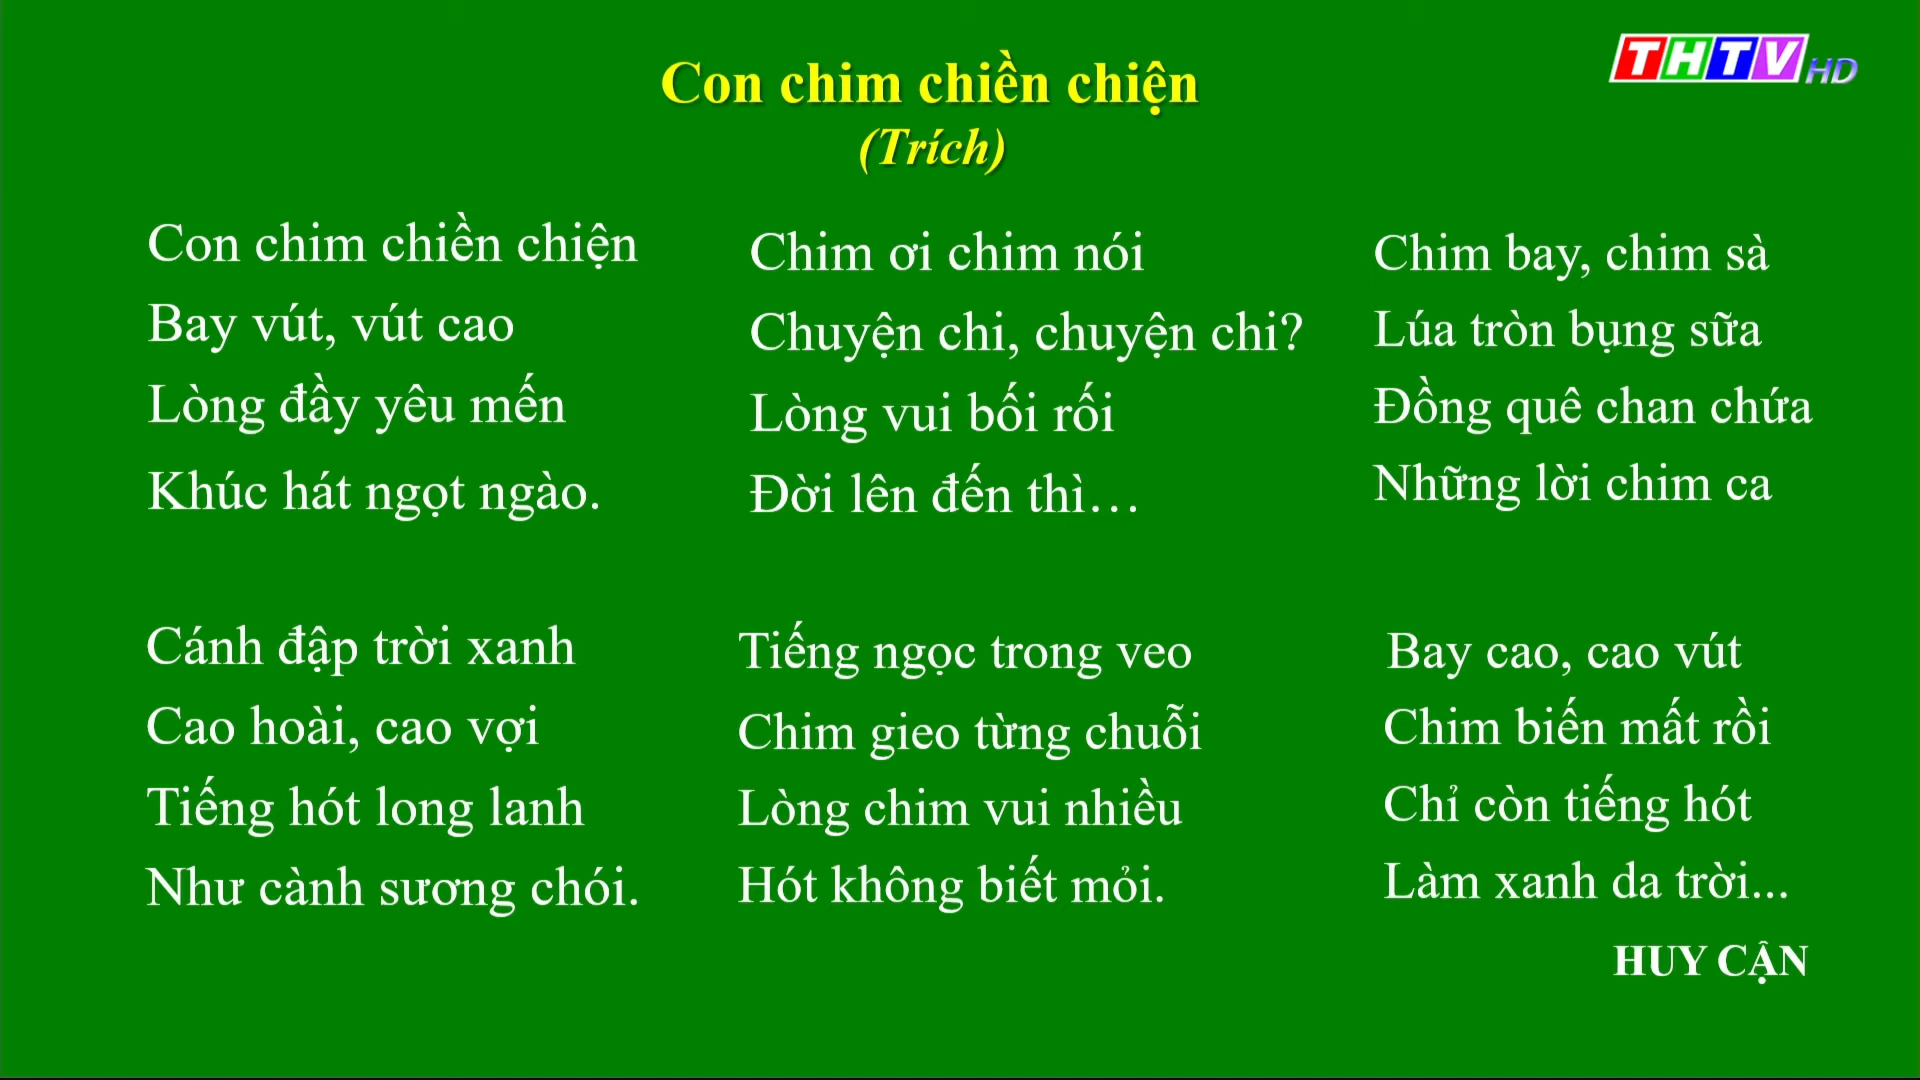 THTV HD
Con chim chiền chiện
(Trích)
Con chim chiền chiện
Bay vút, vút cao
Lòng đầy yêu mến
Khúc hát ngọt ngào.
Cánh đập trời xanh
Cao hoài, cao vợi
Tiếng hót long lanh
Như cành sương chói.
Chim ơi chim nói
Chuyện chi, chuyện chi?
Lòng vui bối rối
Đời lên đến thì…
Tiếng ngọc trong veo
Chim gieo từng chuỗi
Lòng chim vui nhiều
Hót không biết mỏi.
Chim bay, chim sà
Lúa tròn bụng sữa
Đồng quê chan chứa
Những lời chim ca
Bay cao, cao vút
Chim biến mất rồi
Chỉ còn tiếng hót
Làm xanh da trời...
HUY CẬN